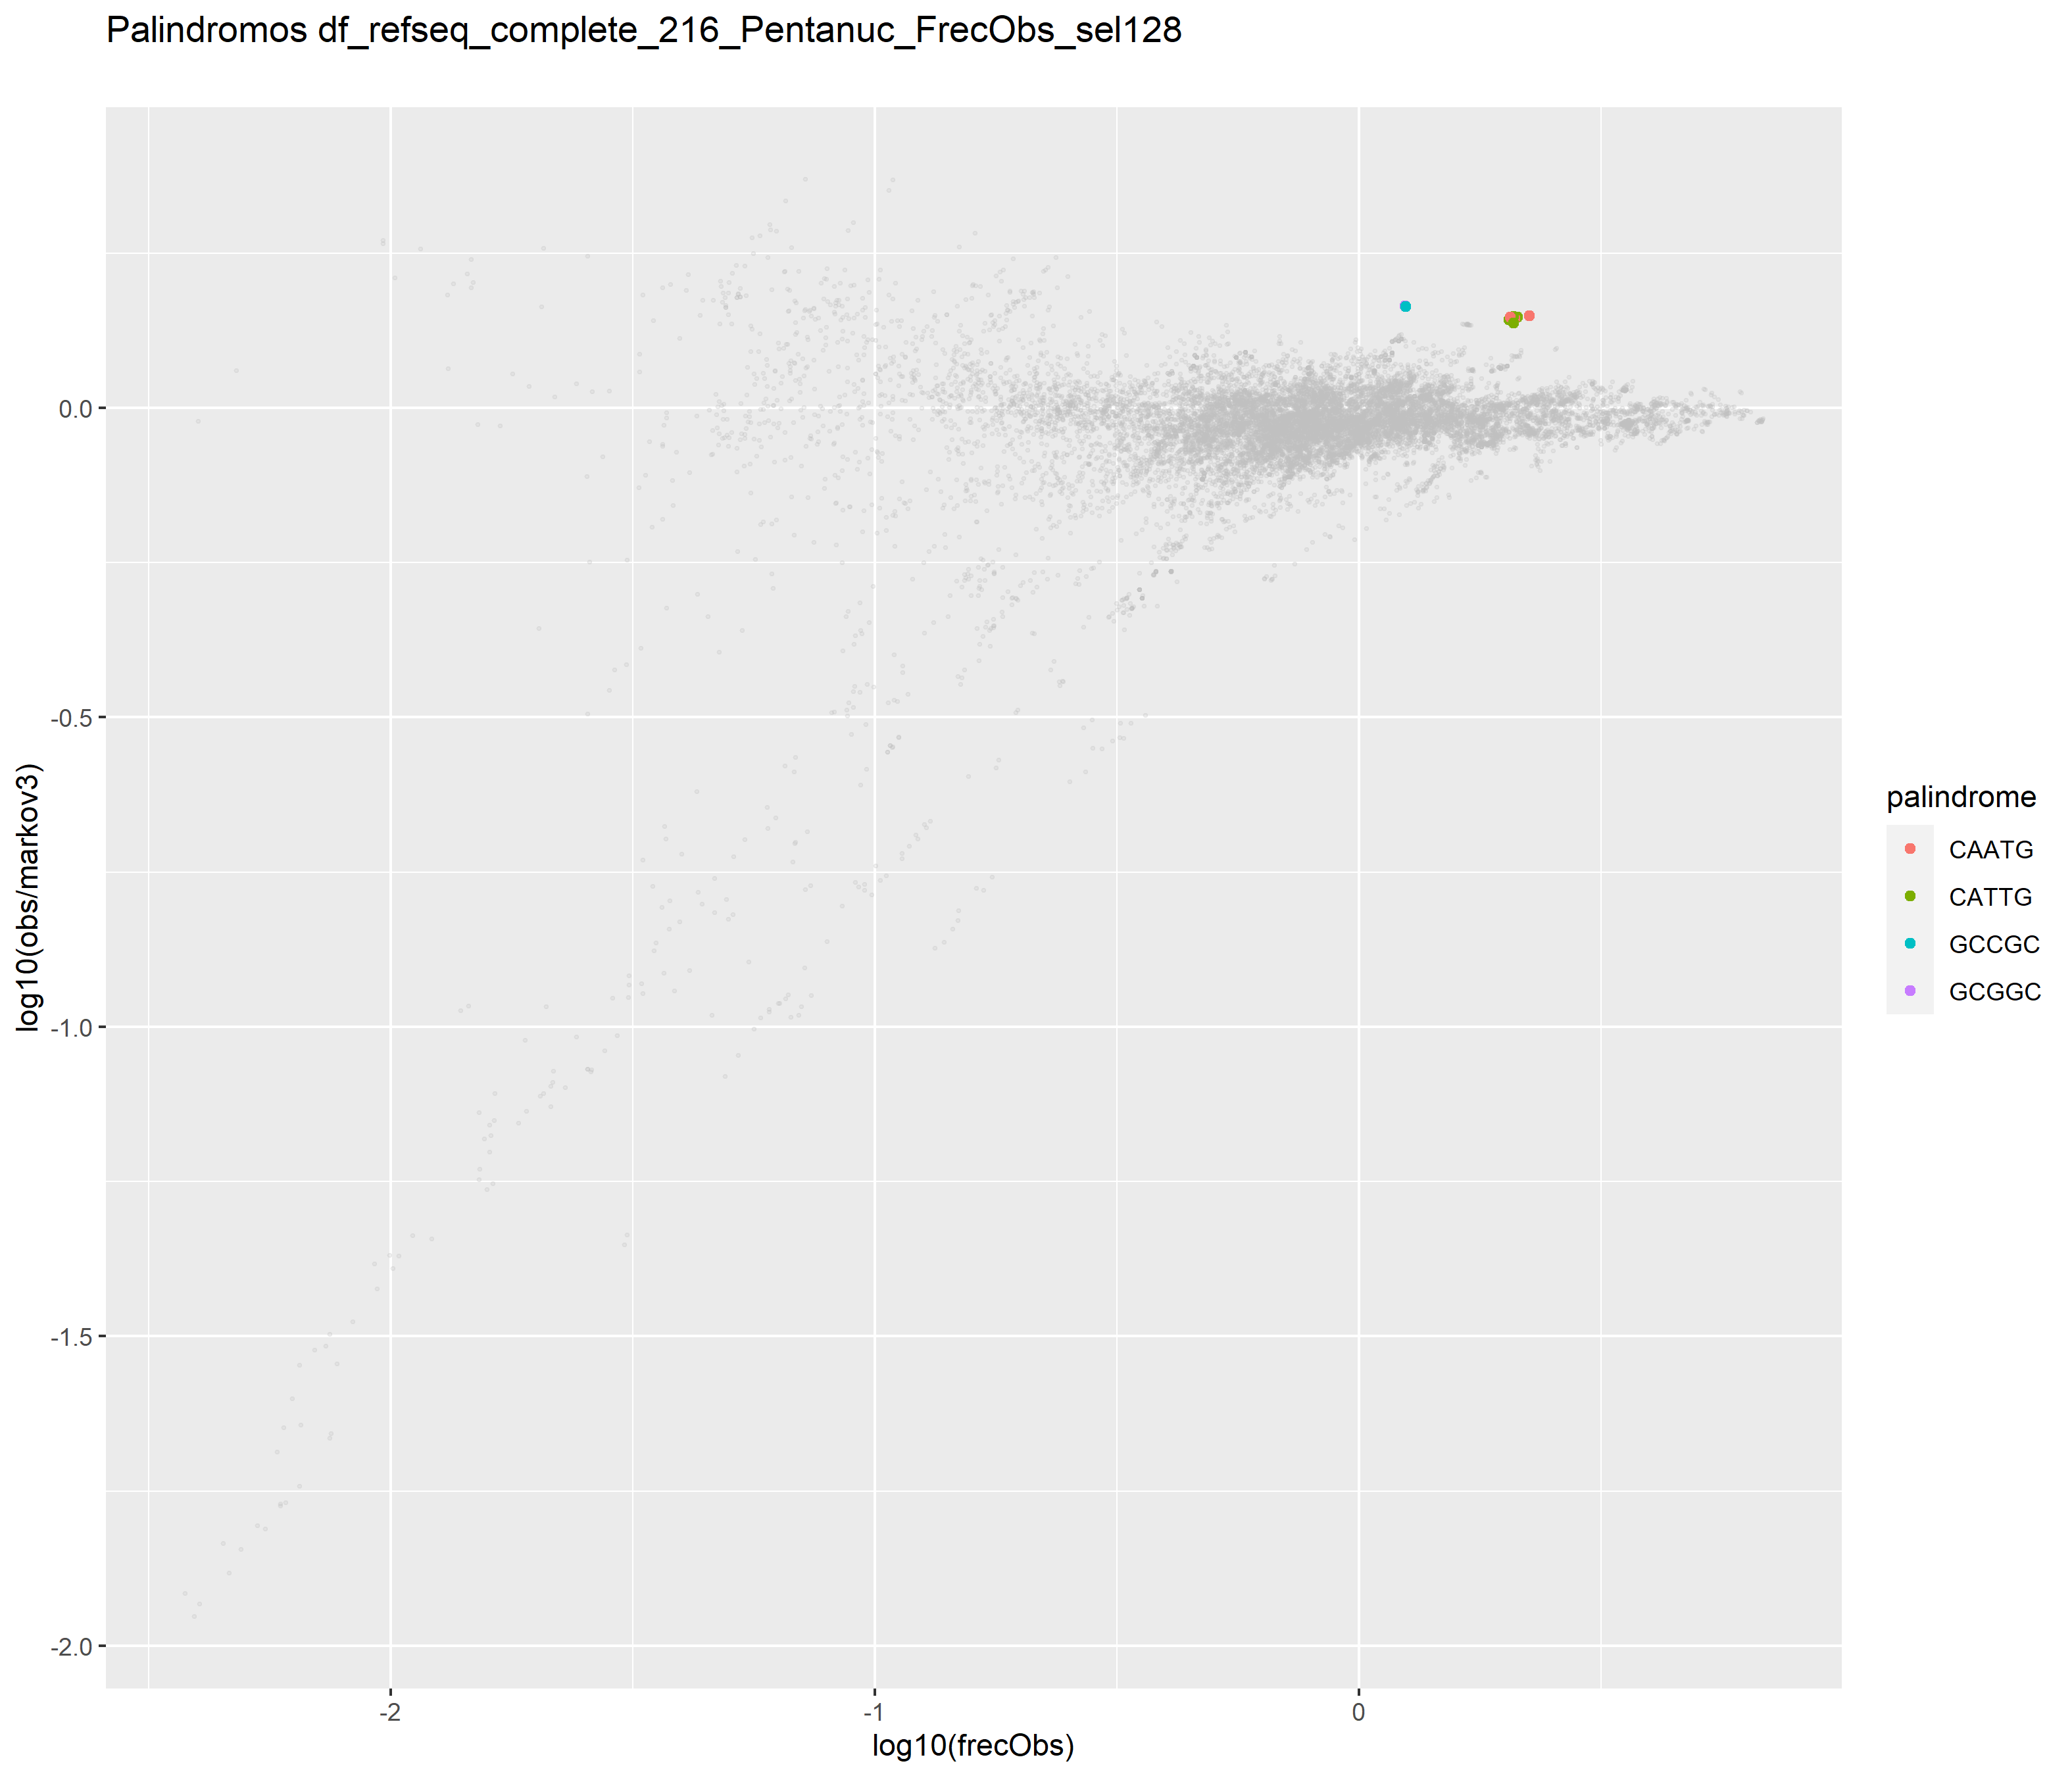 Palindromos df_refseq_complete_216_Pentanuc_FrecObs_sel128
log10(obs/markov3)
0.0
-0.5
-1.0
-1.5
-2.0
-2
-1
0
log10(frecObs)
palindrome
CAATG
CATTG
GCCGC
GCGGC